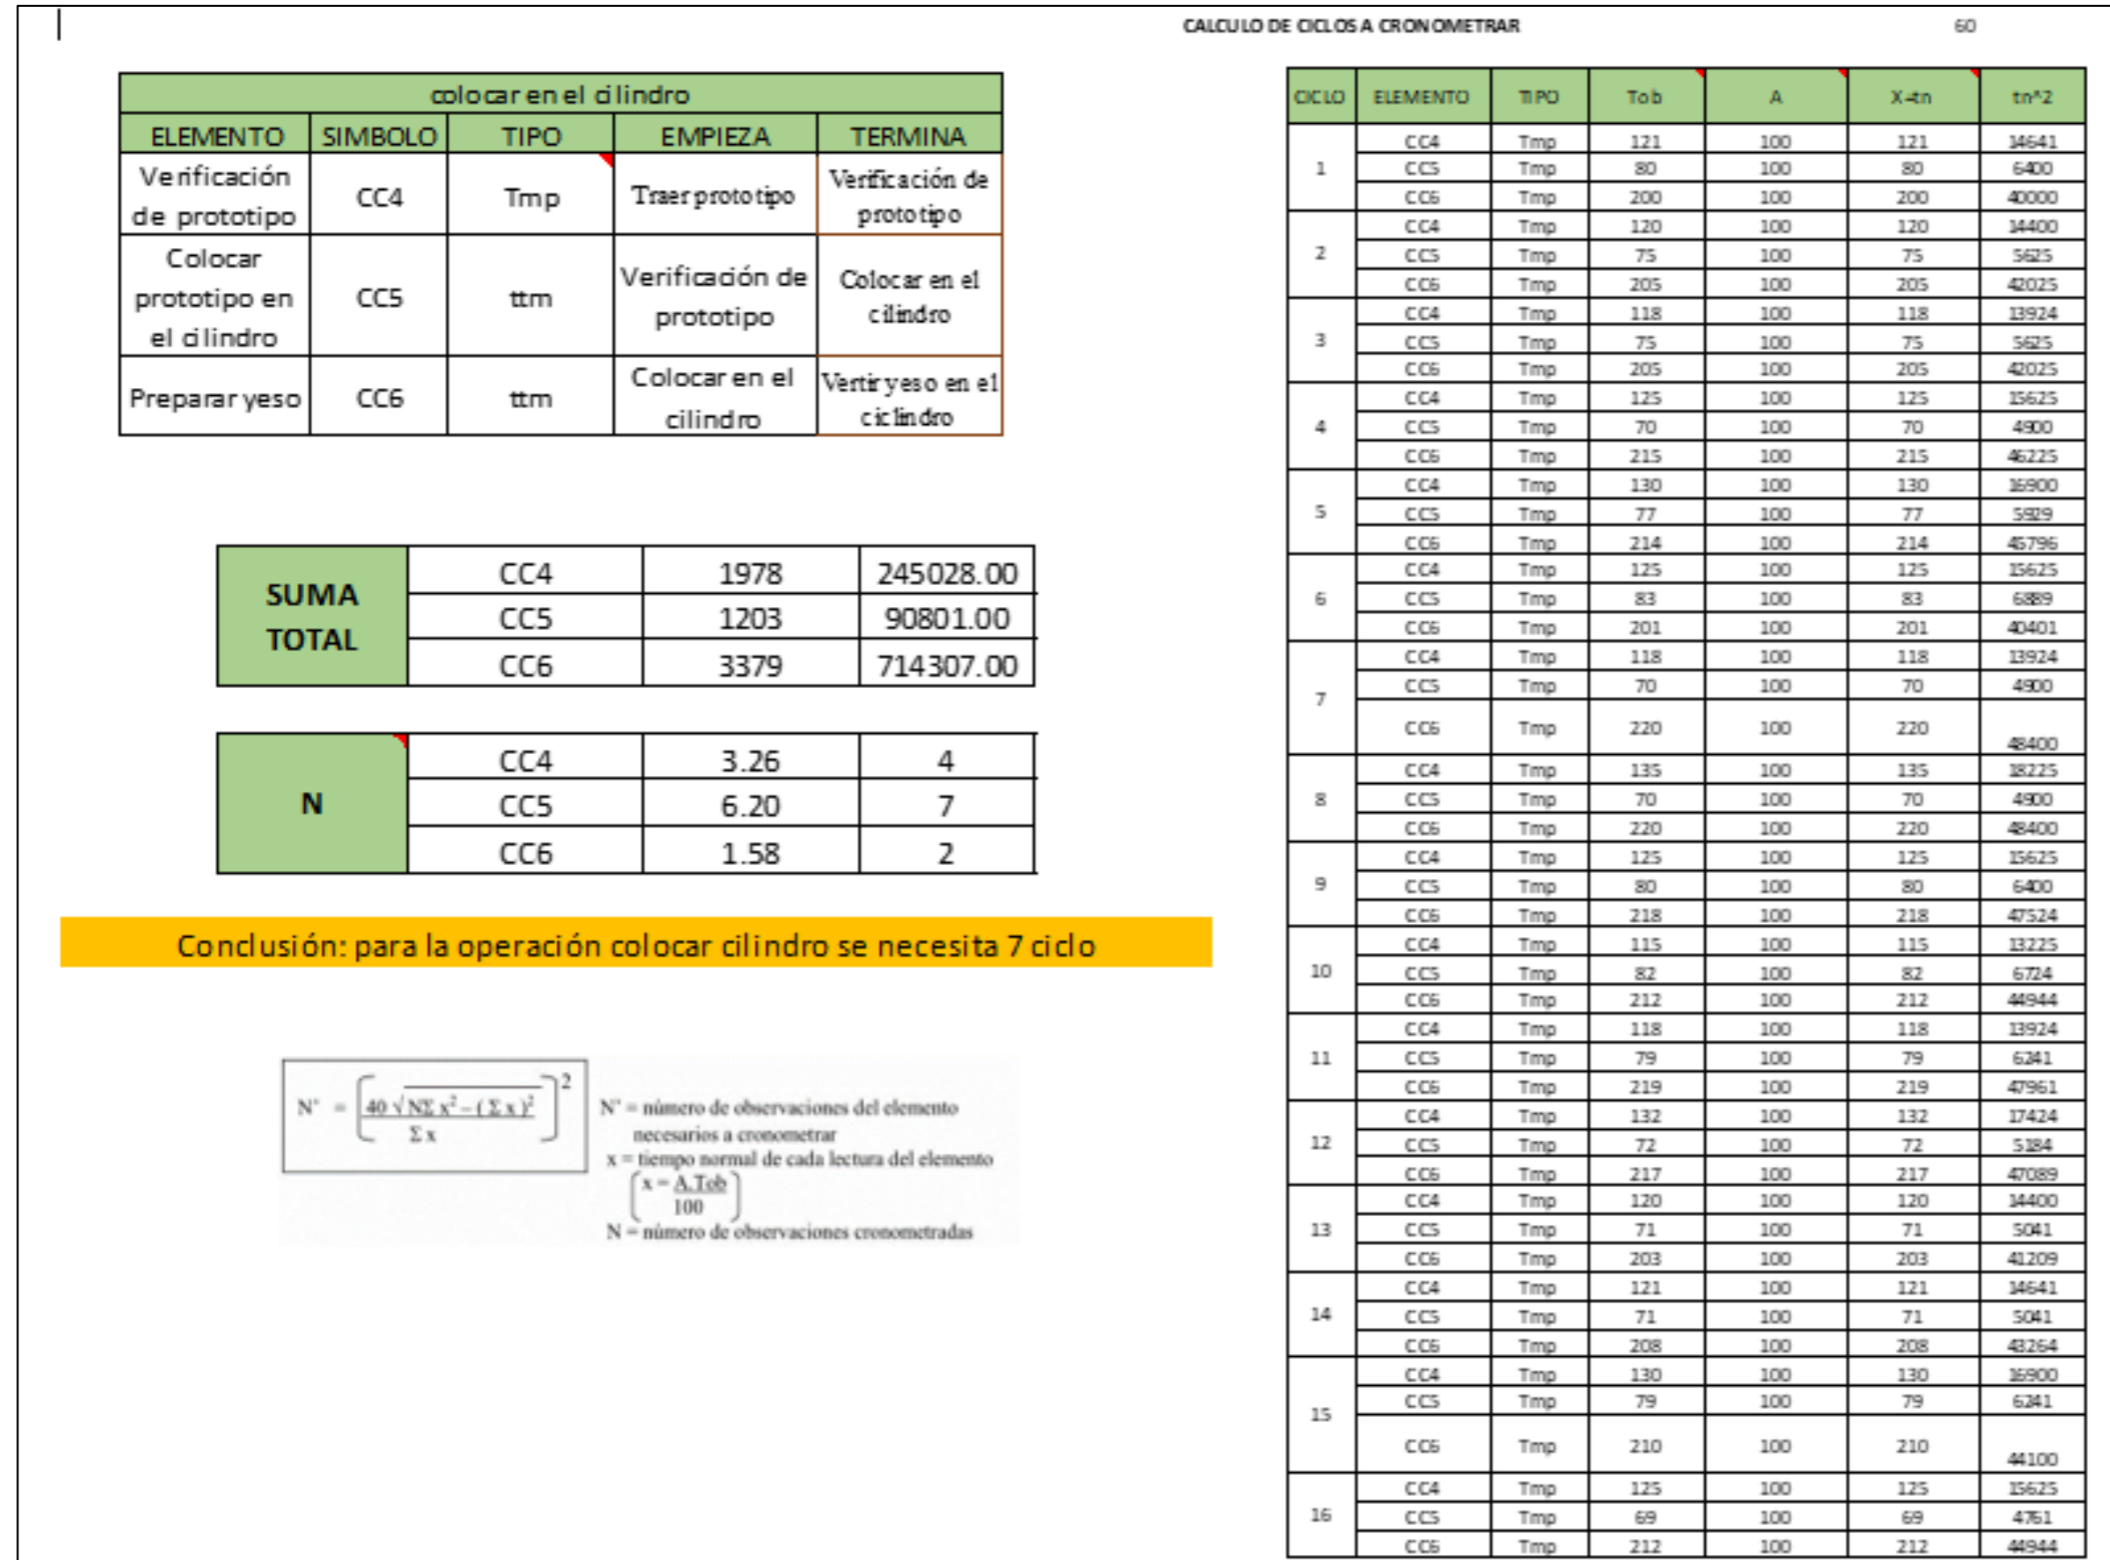 CALCULO DE CICLOS A CRONOMETRAR 60
colocar en el cilindro
ELEMENTO SIMBOLO TIPO EMPIEZA TERMINA
Verificación de prototipo CC4 Tmp Traer prototipo Verificación de prototipo
Colocar prototipo en el cilindro CC5 ttm Verificación de prototipo Colocar en el cilindro
Preparar yeso CC6 ttm Colocar en el cilindro Vertir yeso en el ciclindro
SUMA TOTAL
CC4 1978 245028.00
CC5 1203 90801.00
CC6 3379 714307.00
N
CC4 3.26 4
CC5 6.20 7
CC6 1.58 2
Conclusión: para la operación colocar cilindro se necesita 7 ciclo
N' = ( 40 √ NΣ x² – ( Σ x )² / Σ x )²
N' = número de observaciones del elemento
necesarios a cronometrar
x = tiempo normal de cada lectura del elemento
( x = A.Tob / 100 )
N = número de observaciones cronometradas
CICLO ELEMENTO TIPO Tob A X=tn tn^2
1 CC4 Tmp 121 100 121 14641
CC5 Tmp 80 100 80 6400
CC6 Tmp 200 100 200 40000
2 CC4 Tmp 120 100 120 14400
CC5 Tmp 75 100 75 5625
CC6 Tmp 205 100 205 42025
3 CC4 Tmp 118 100 118 13924
CC5 Tmp 75 100 75 5625
CC6 Tmp 205 100 205 42025
4 CC4 Tmp 125 100 125 15625
CC5 Tmp 70 100 70 4900
CC6 Tmp 215 100 215 46225
5 CC4 Tmp 130 100 130 16900
CC5 Tmp 77 100 77 5929
CC6 Tmp 214 100 214 45796
6 CC4 Tmp 125 100 125 15625
CC5 Tmp 83 100 83 6889
CC6 Tmp 201 100 201 40401
7 CC4 Tmp 118 100 118 13924
CC5 Tmp 70 100 70 4900
CC6 Tmp 220 100 220 48400
8 CC4 Tmp 135 100 135 18225
CC5 Tmp 70 100 70 4900
CC6 Tmp 220 100 220 48400
9 CC4 Tmp 125 100 125 15625
CC5 Tmp 80 100 80 6400
CC6 Tmp 218 100 218 47524
10 CC4 Tmp 115 100 115 13225
CC5 Tmp 82 100 82 6724
CC6 Tmp 212 100 212 44944
11 CC4 Tmp 118 100 118 13924
CC5 Tmp 79 100 79 6241
CC6 Tmp 219 100 219 47961
12 CC4 Tmp 132 100 132 17424
CC5 Tmp 72 100 72 5184
CC6 Tmp 217 100 217 47089
13 CC4 Tmp 120 100 120 14400
CC5 Tmp 71 100 71 5041
CC6 Tmp 203 100 203 41209
14 CC4 Tmp 121 100 121 14641
CC5 Tmp 71 100 71 5041
CC6 Tmp 208 100 208 43264
15 CC4 Tmp 130 100 130 16900
CC5 Tmp 79 100 79 6241
CC6 Tmp 210 100 210 44100
16 CC4 Tmp 125 100 125 15625
CC5 Tmp 69 100 69 4761
CC6 Tmp 212 100 212 44944